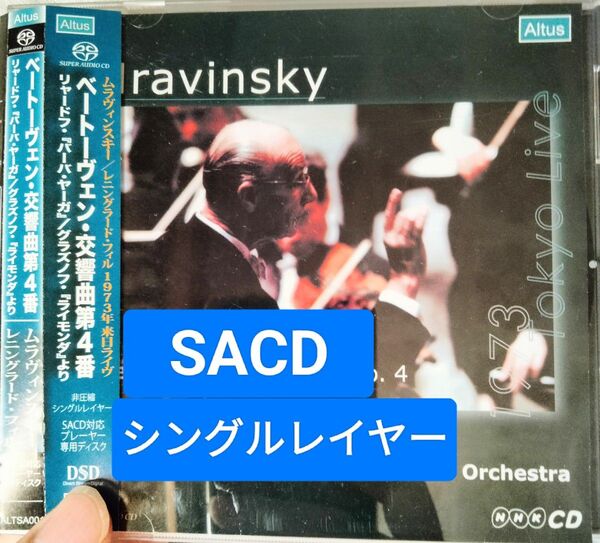 Altus
SUPER AUDIO CD
ベートーヴェン・交響曲第4番
リャードフ・『バーバ・ヤーガ』/グラズノフ・『ライモンダ』より
レニングラード・フィ
Altus
SUPER AUDIO CD
ムラヴィンスキー/レニングラード・フィル 1973年 来日ライヴ
ベートーヴェン・交響曲第4番
リャードフ・『バーバ・ヤーガ』/グラズノフ・『ライモンダ』より
非圧縮
シングルレイヤー
SACD対応
プレーヤー
専用ディスク
DSD
Direct Stream Digital
ravinsky
Altus
1973 Tokyo Live
SACD
シングルレイヤー
. 4
Orchestra
NHK CD